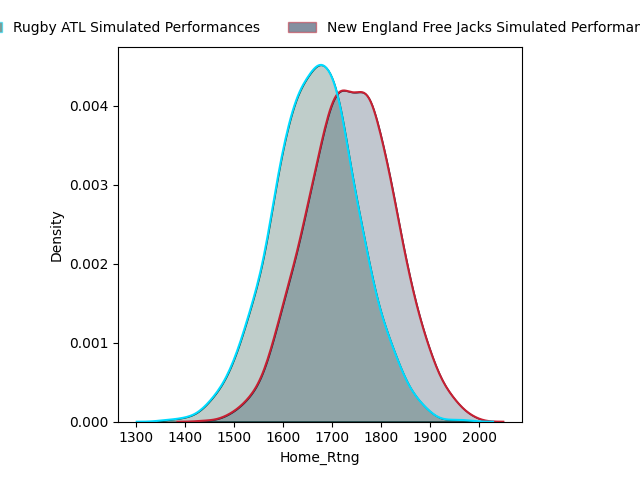 Rugby ATL Simulated Performances
New England Free Jacks Simulated
0.004
0.003
0.002
0.001
0.000
Density
1300 1400 1500 1600 1700 1800 1900 2000
Home_Rtng